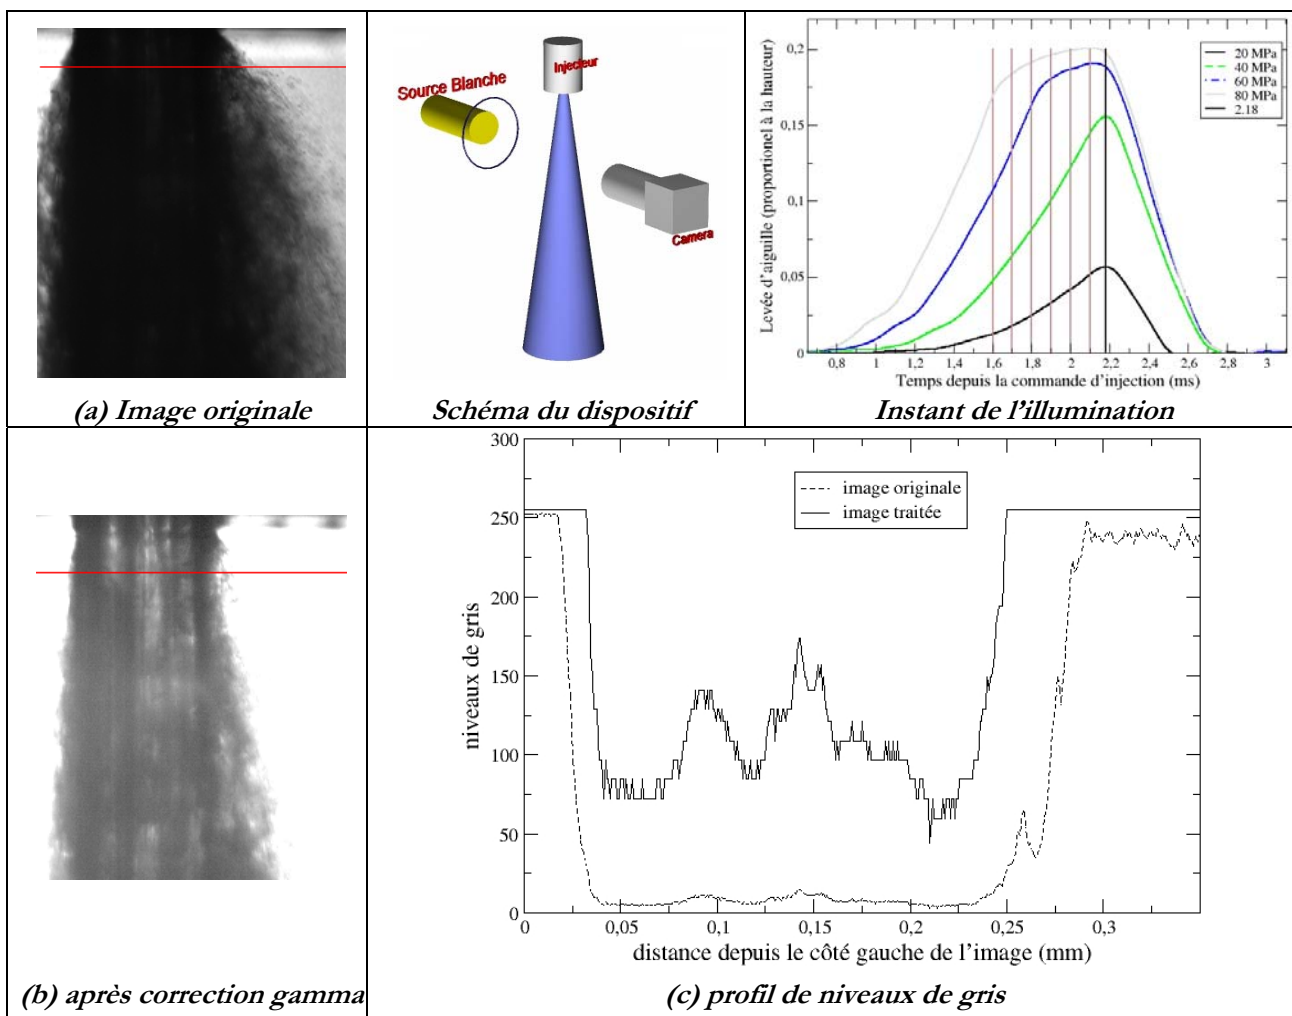 (a) Image originale
Source Blanche
Injecteur
Camera
Schéma du dispositif
Levée d'aiguille (proportionel à la hauteur)
0,2
0,15
0,1
0,05
0
20 MPa
40 MPa
60 MPa
80 MPa
2.18
0,8 1 1,2 1,4 1,6 1,8 2 2,2 2,4 2,6 2,8 3
Temps depuis la commande d'injection (ms)
Instant de l'illumination
(b) après correction gamma
niveaux de gris
300
250
200
150
100
50
0
image originale
image traitée
0 0,05 0,1 0,15 0,2 0,25 0,3
distance depuis le côté gauche de l'image (mm)
(c) profil de niveaux de gris